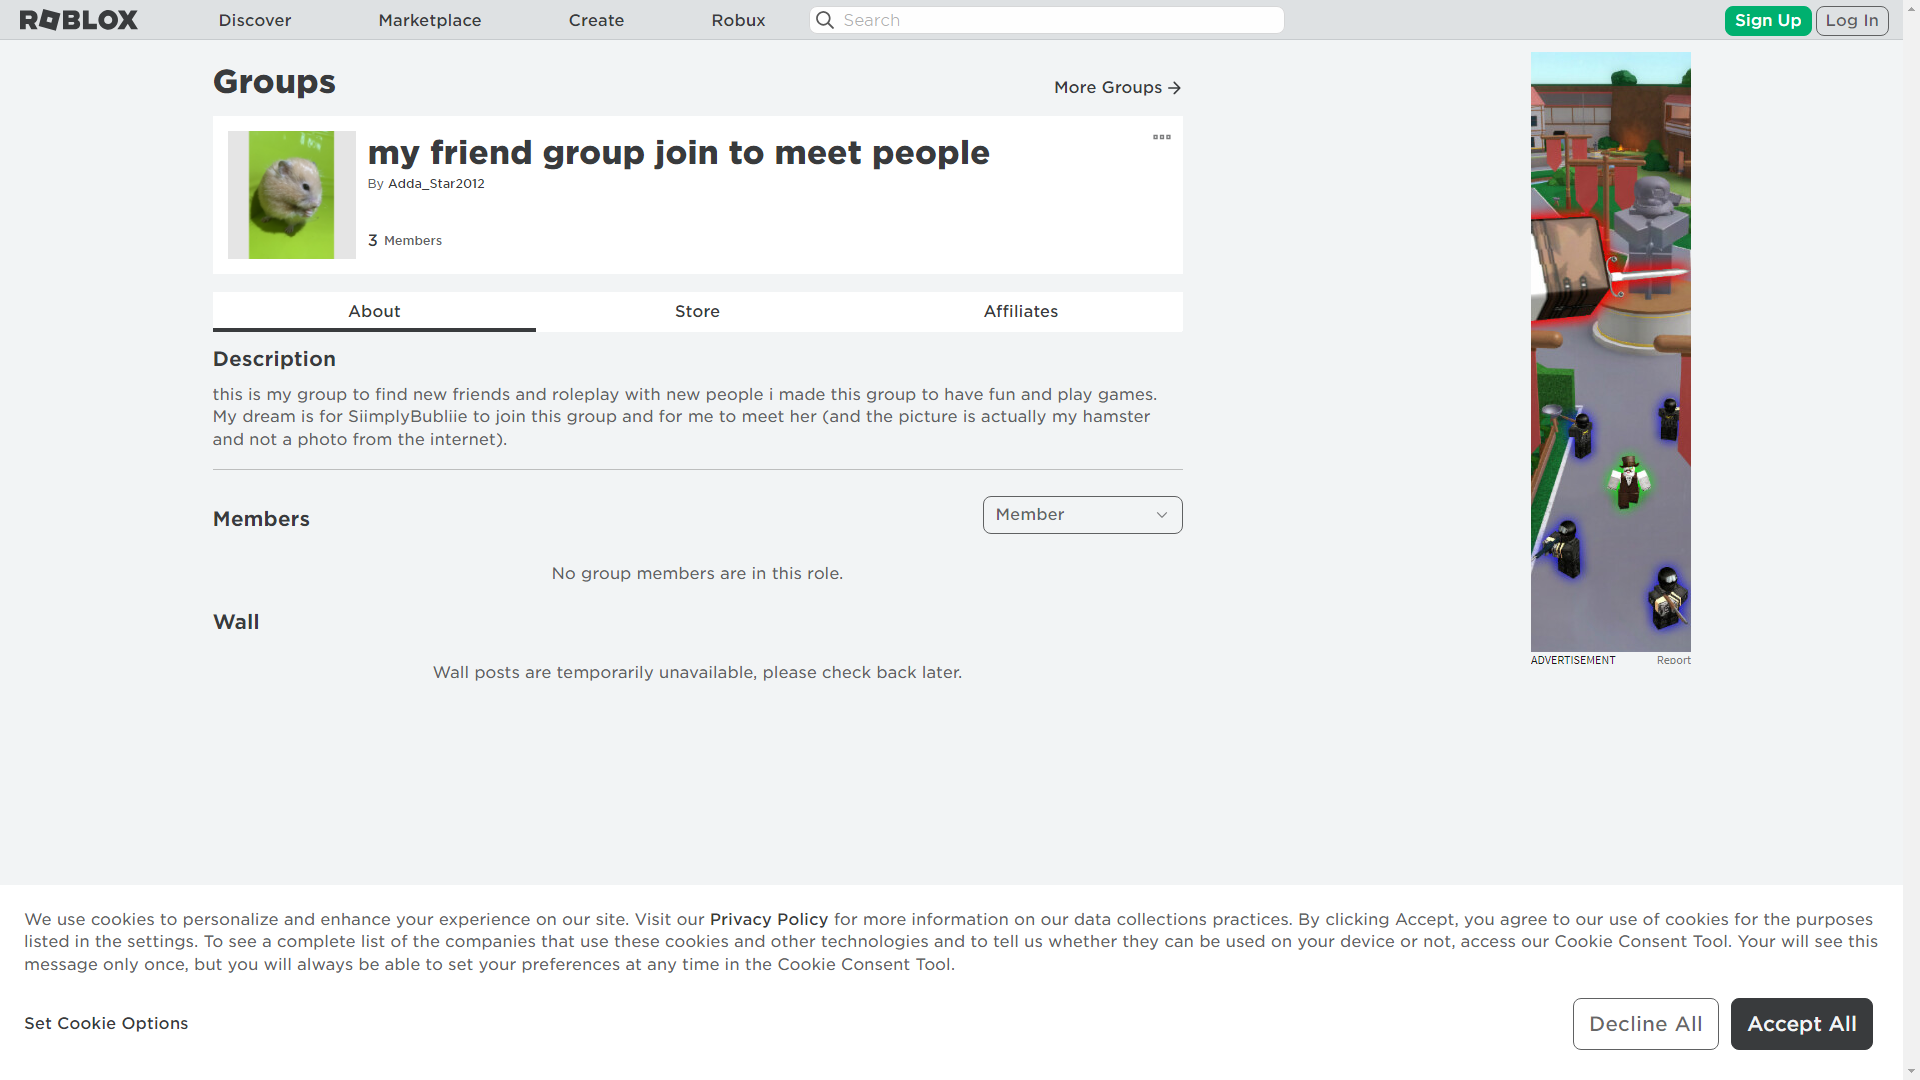 ROBLOX
Discover
Marketplace
Create
Robux
Search
Sign Up
Log In
Groups
More Groups
my friend group join to meet people
By Adda_Star2012
3 Members
About
Store
Affiliates
Description
this is my group to find new friends and roleplay with new people i made this group to have fun and play games.
My dream is for SiimplyBubliie to join this group and for me to meet her (and the picture is actually my hamster
and not a photo from the internet).
Members
Member
No group members are in this role.
Wall
Wall posts are temporarily unavailable, please check back later.
ADVERTISEMENT
Report
We use cookies to personalize and enhance your experience on our site. Visit our Privacy Policy for more information on our data collections practices. By clicking Accept, you agree to our use of cookies for the purposes
listed in the settings. To see a complete list of the companies that use these cookies and other technologies and to tell us whether they can be used on your device or not, access our Cookie Consent Tool. Your will see this
message only once, but you will always be able to set your preferences at any time in the Cookie Consent Tool.
Set Cookie Options
Decline All
Accept All